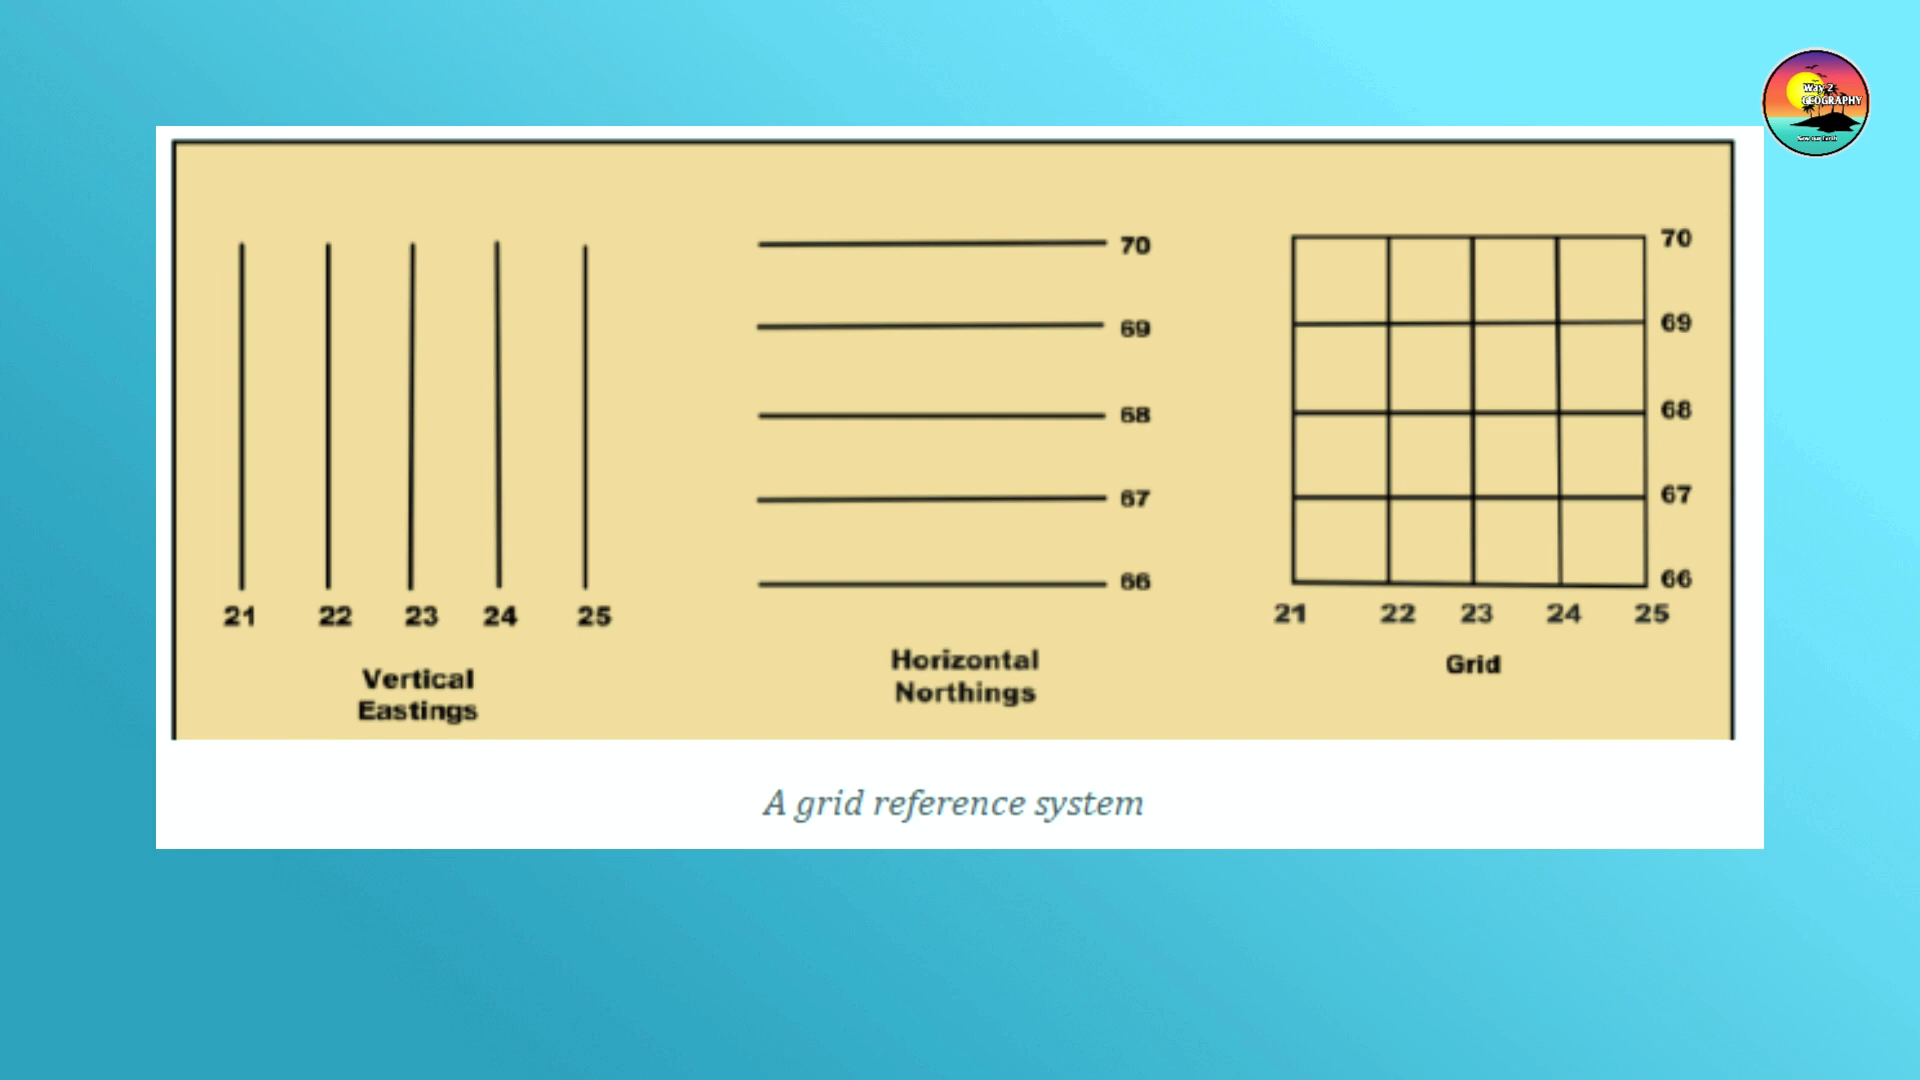 Way 2
GEOGRAPHY
21 22 23 24 25
Vertical
Eastings
70
69
68
67
66
Horizontal
Northings
70
69
68
67
66
21 22 23 24 25
Grid
A grid reference system